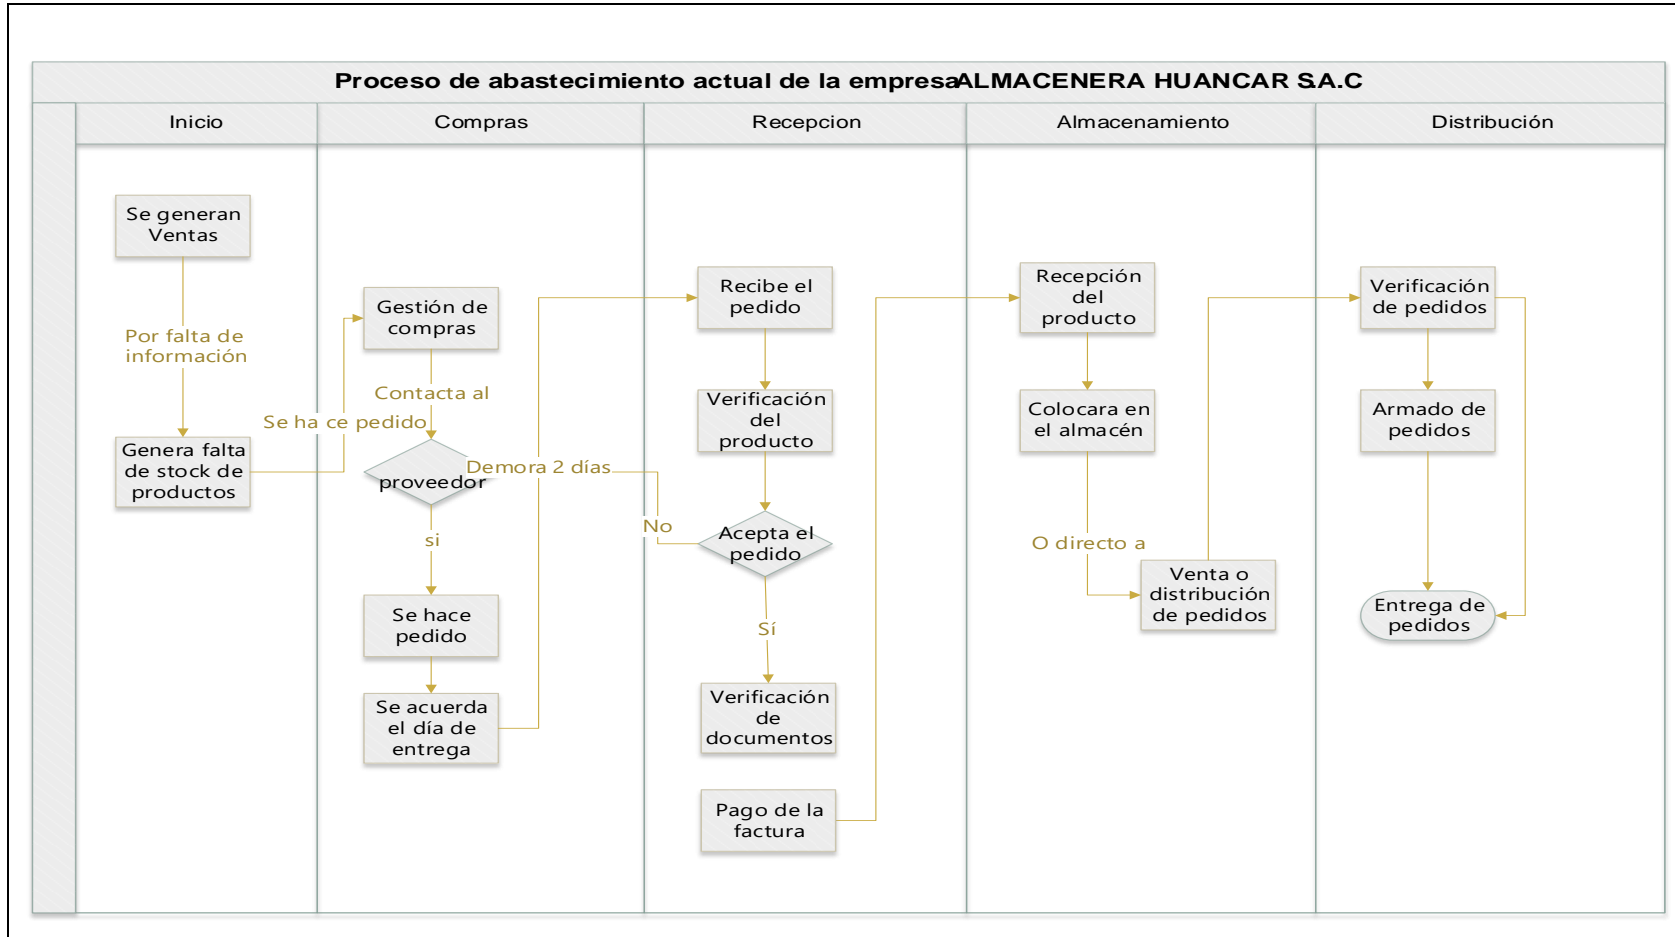 Proceso de abastecimiento actual de la empresa ALMACENERA HUANCAR S.A.C
Inicio
Compras
Recepcion
Almacenamiento
Distribución
Se generan
Ventas
Por falta de
información
Genera falta
de stock de
productos
Se ha ce pedido
Gestión de
compras
Contacta al
proveedor
si
Se hace
pedido
Se acuerda
el día de
entrega
Demora 2 días
Recibe el
pedido
Verificación
del
producto
Acepta el
pedido
No
Sí
Verificación
de
documentos
Pago de la
factura
Recepción
del
producto
Colocara en
el almacén
O directo a
Venta o
distribución
de pedidos
Verificación
de pedidos
Armado de
pedidos
Entrega de
pedidos